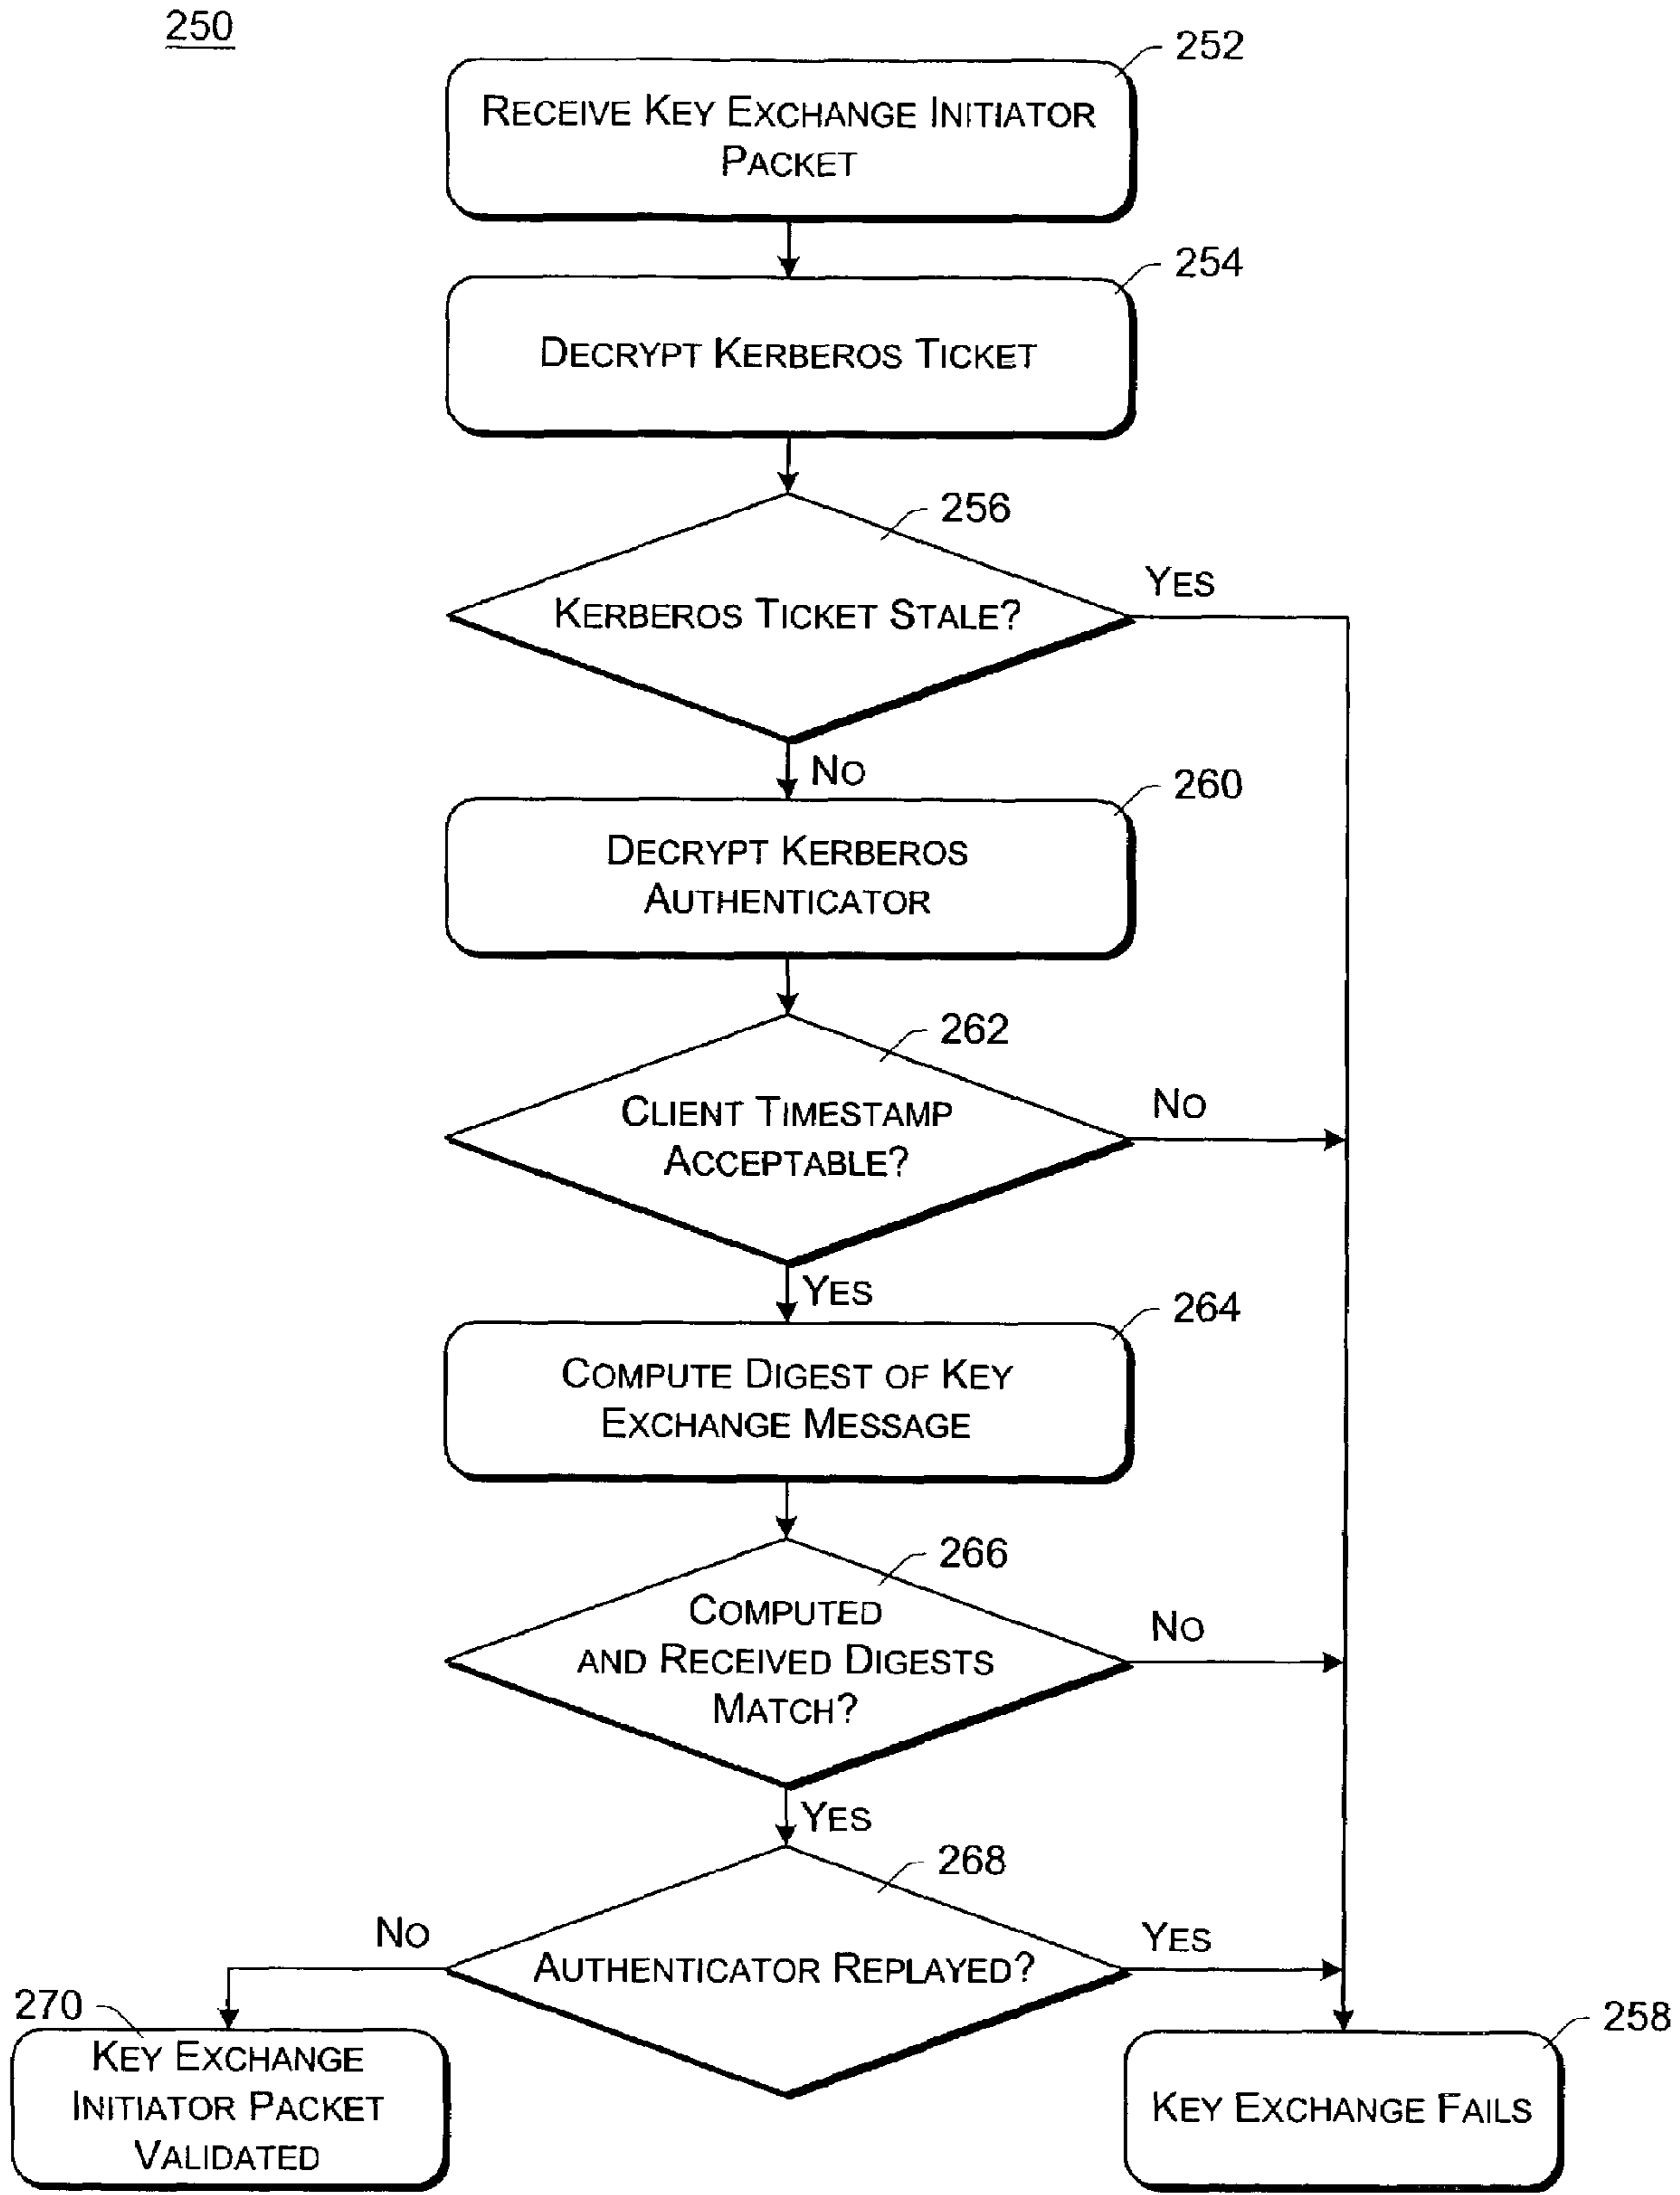 250
252
RECEIVE KEY EXCHANGE INITIATOR
PACKET
254
DECRYPT KERBEROS TICKET
256
KERBEROS TICKET STALE?
YES
NO
260
DECRYPT KERBEROS
AUTHENTICATOR
262
CLIENT TIMESTAMP
ACCEPTABLE?
NO
YES
264
COMPUTE DIGEST OF KEY
EXCHANGE MESSAGE
266
COMPUTED
AND RECEIVED DIGESTS
MATCH?
NO
YES
268
AUTHENTICATOR REPLAYED?
NO
YES
270
KEY EXCHANGE
INITIATOR PACKET
VALIDATED
258
KEY EXCHANGE FAILS